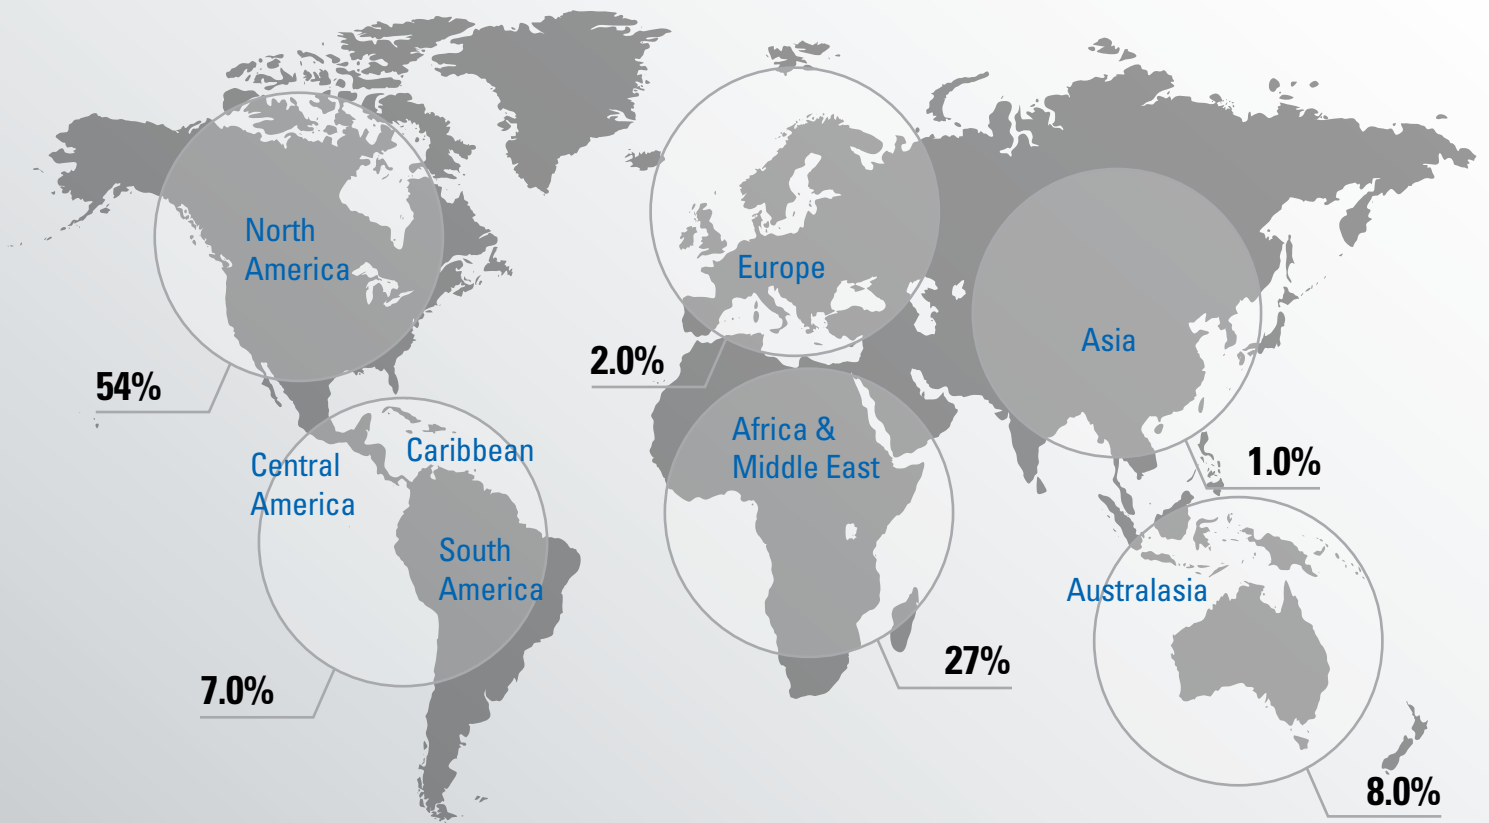 North
America
54%
Europe
2.0%
Asia
1.0%
Africa &
Middle East
27%
Caribbean
Central
America
South
America
7.0%
Australasia
8.0%